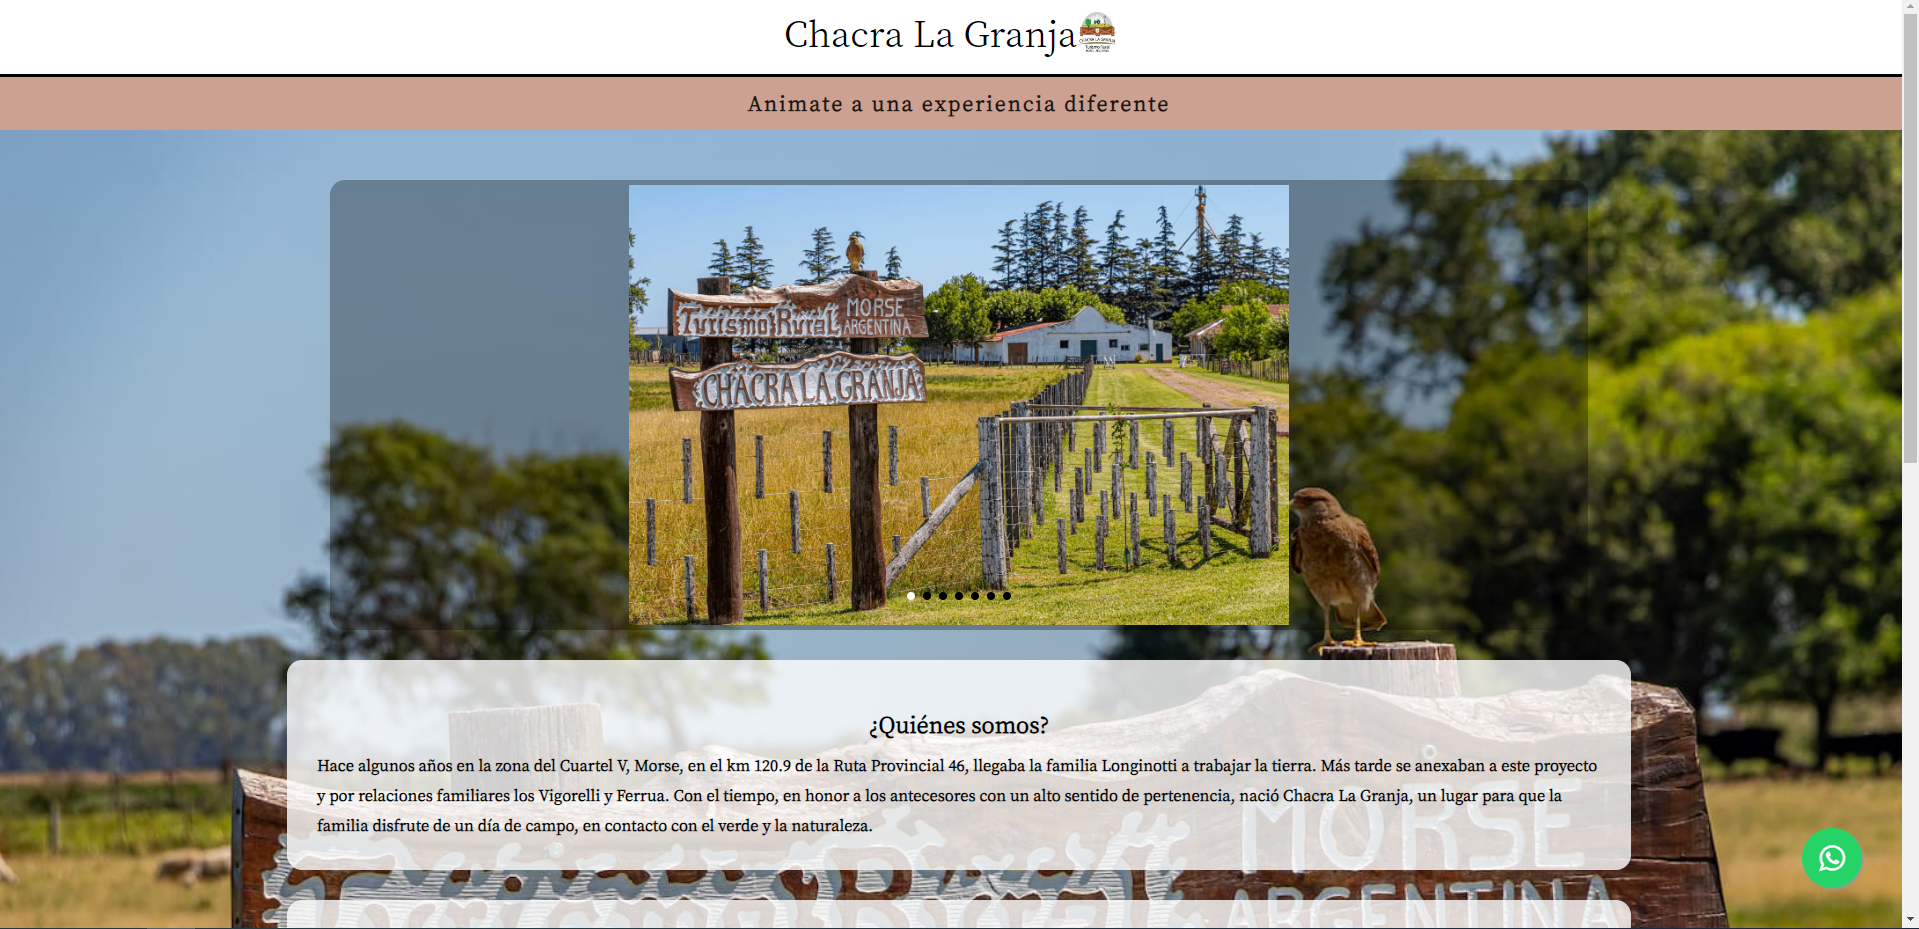 Chacra La Granja
Animate a una experiencia diferente
Turismo Rural
MORSE
ARGENTINA
CHACRA LA GRANJA
¿Quiénes somos?
Hace algunos años en la zona del Cuartel V, Morse, en el km 120.9 de la Ruta Provincial 46, llegaba la familia Longinotti a trabajar la tierra. Más tarde se anexaban a este proyecto
y por relaciones familiares los Vigorelli y Ferrua. Con el tiempo, en honor a los antecesores con un alto sentido de pertenencia, nació Chacra La Granja, un lugar para que la
familia disfrute de un día de campo, en contacto con el verde y la naturaleza.
MORSE
Turismo Rural
ARGENTINA